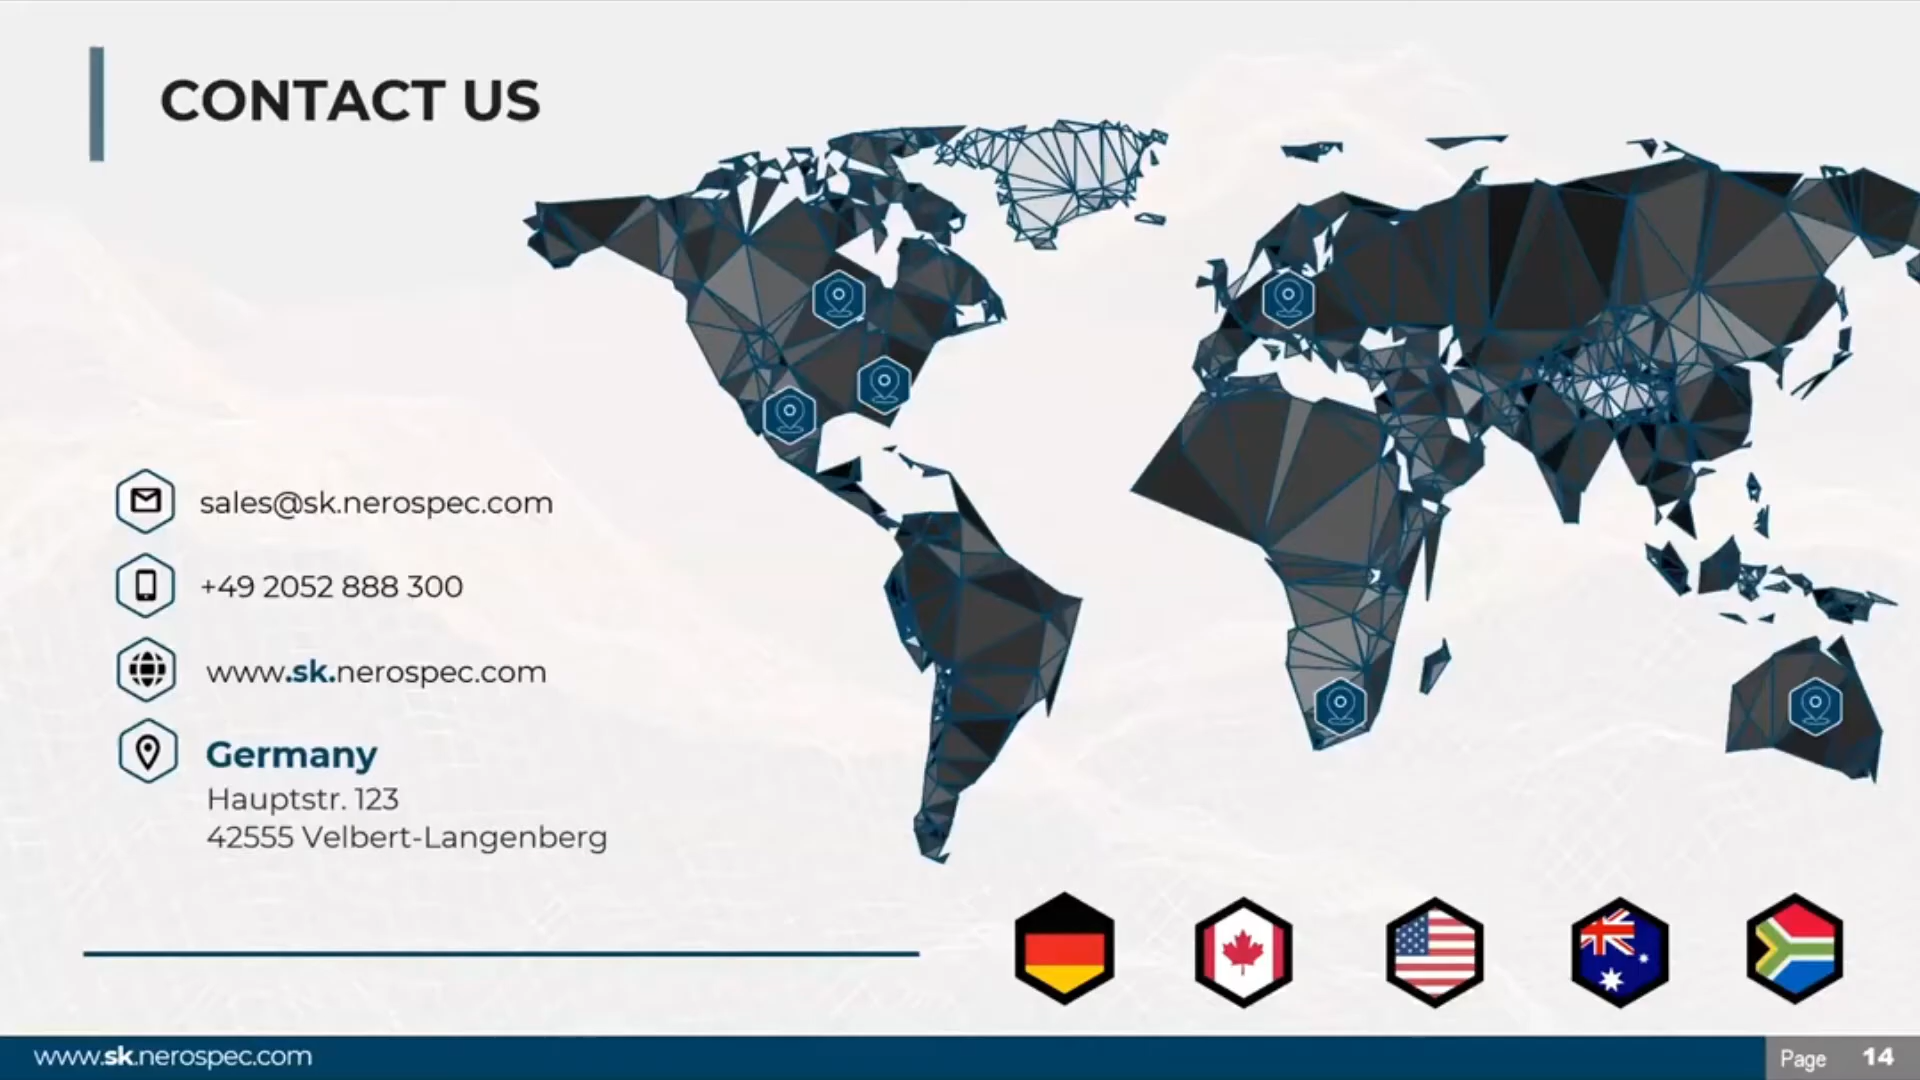 CONTACT US
sales@sk.nerospec.com
+49 2052 888 300
www.sk.nerospec.com
Germany
Hauptstr. 123
42555 Velbert-Langenberg
www.sk.nerospec.com
Page 14